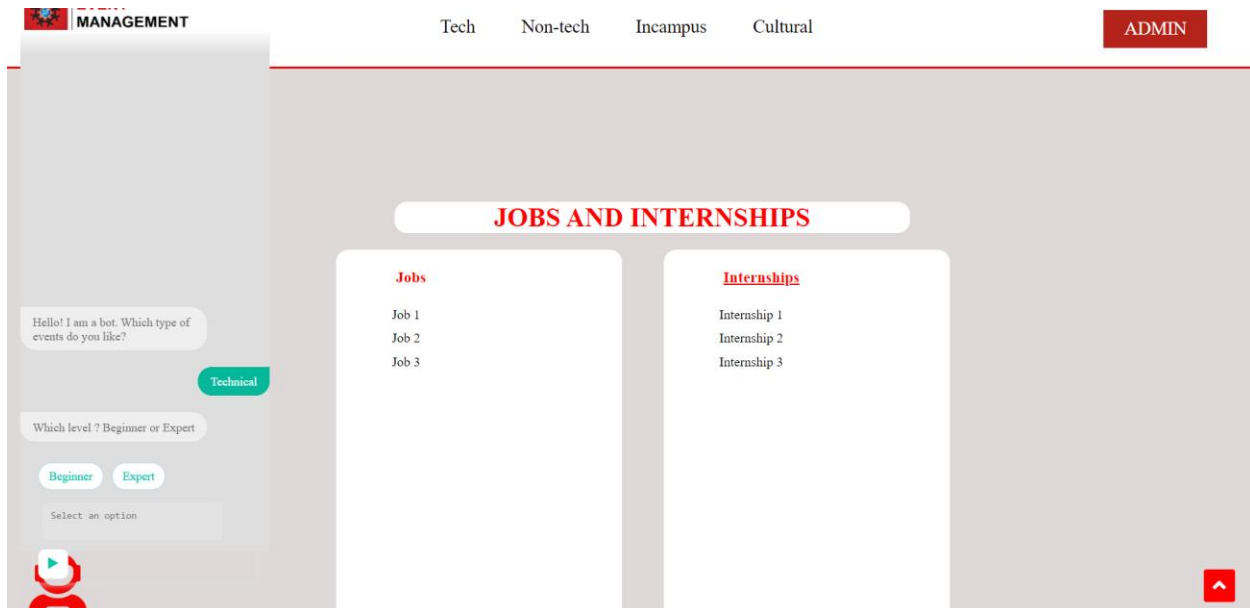 MANAGEMENT
Tech Non-tech Incampus Cultural
ADMIN
JOBS AND INTERNSHIPS
Jobs
Job 1
Job 2
Job 3
Internships
Internship 1
Internship 2
Internship 3
Hello! I am a bot. Which type of
events do you like?
Technical
Which level ? Beginner or Expert
Beginner Expert
Select an option